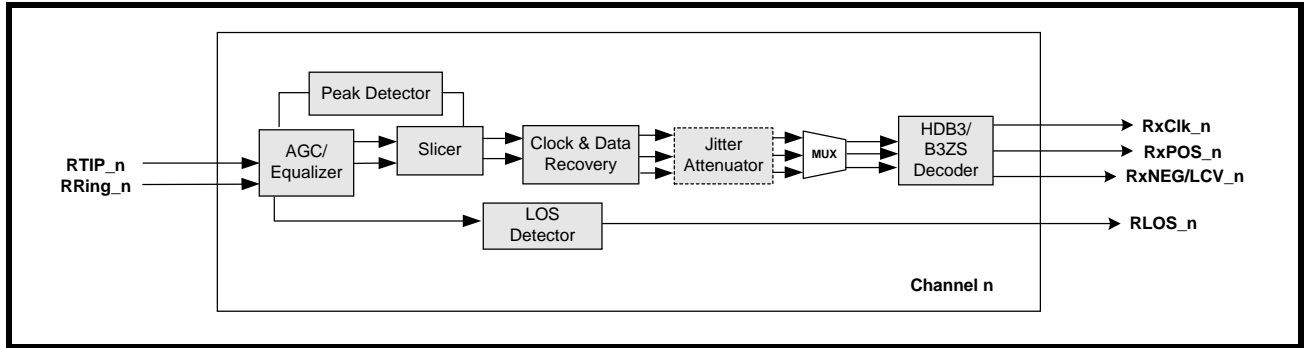 Peak Detector
AGC/
Equalizer
Slicer
Clock & Data
Recovery
Jitter
Attenuator
MUX
HDB3/
B3ZS
Decoder
RTIP_n
RRing_n
LOS
Detector
RxClk_n
RxPOS_n
RxNEG/LCV_n
RLOS_n
Channel n